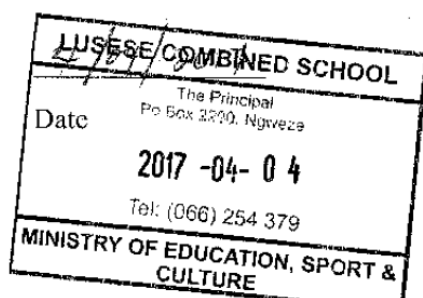 LUSESE COMBINED SCHOOL
The Principal
Po Box 2200, Ngweze
Date
2017 -04- 0 4
Tel: (066) 254 379
MINISTRY OF EDUCATION, SPORT &
CULTURE